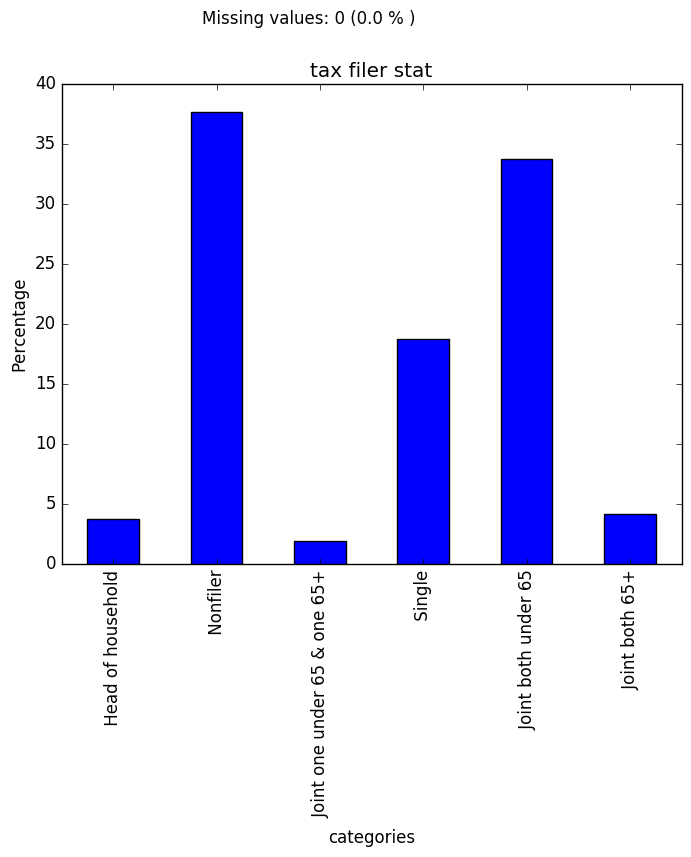 Missing values: 0 (0.0 % )
tax filer stat
40
35
30
25
20
15
10
5
0
Percentage
Head of household
Nonfiler
Joint one under 65 & one 65+
Single
Joint both under 65
Joint both 65+
categories